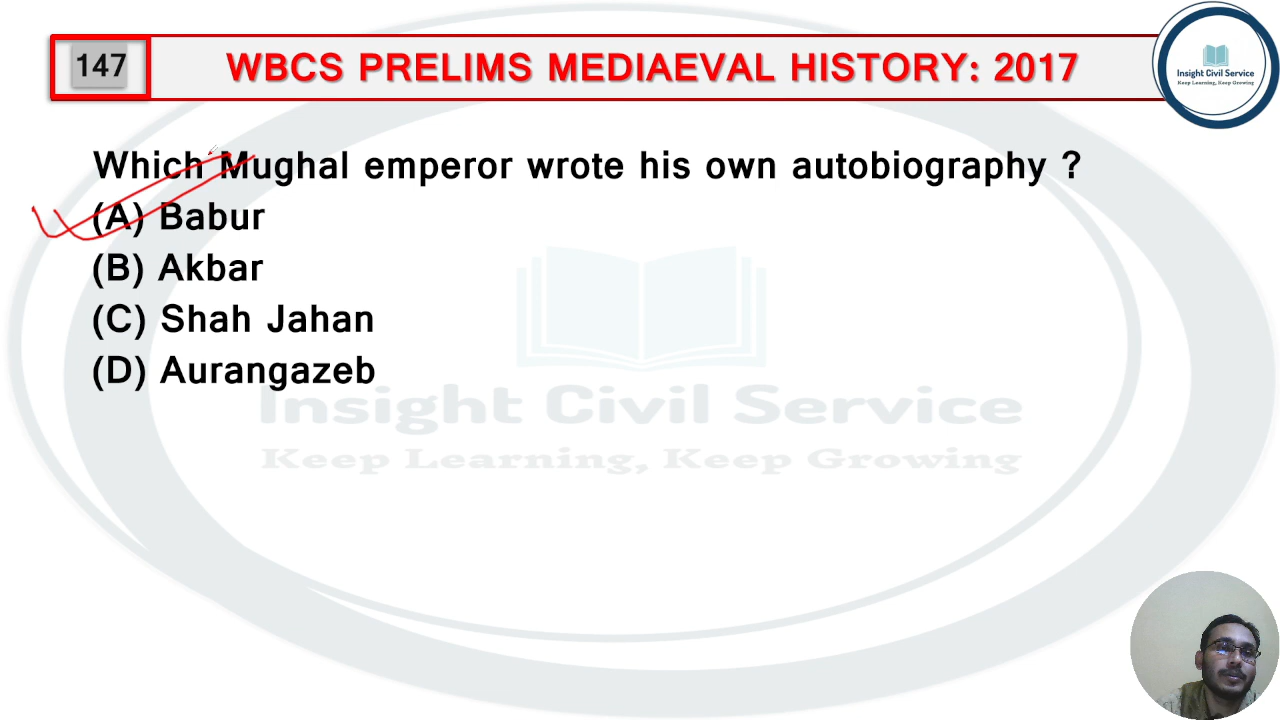 147
WBCS PRELIMS MEDIAEVAL HISTORY: 2017
Insight Civil Service
Keep Learning, Keep Growing
Which Mughal emperor wrote his own autobiography ?
(A) Babur
(B) Akbar
(C) Shah Jahan
(D) Aurangazeb
Insight Civil Service
Keep Learning, Keep Growing